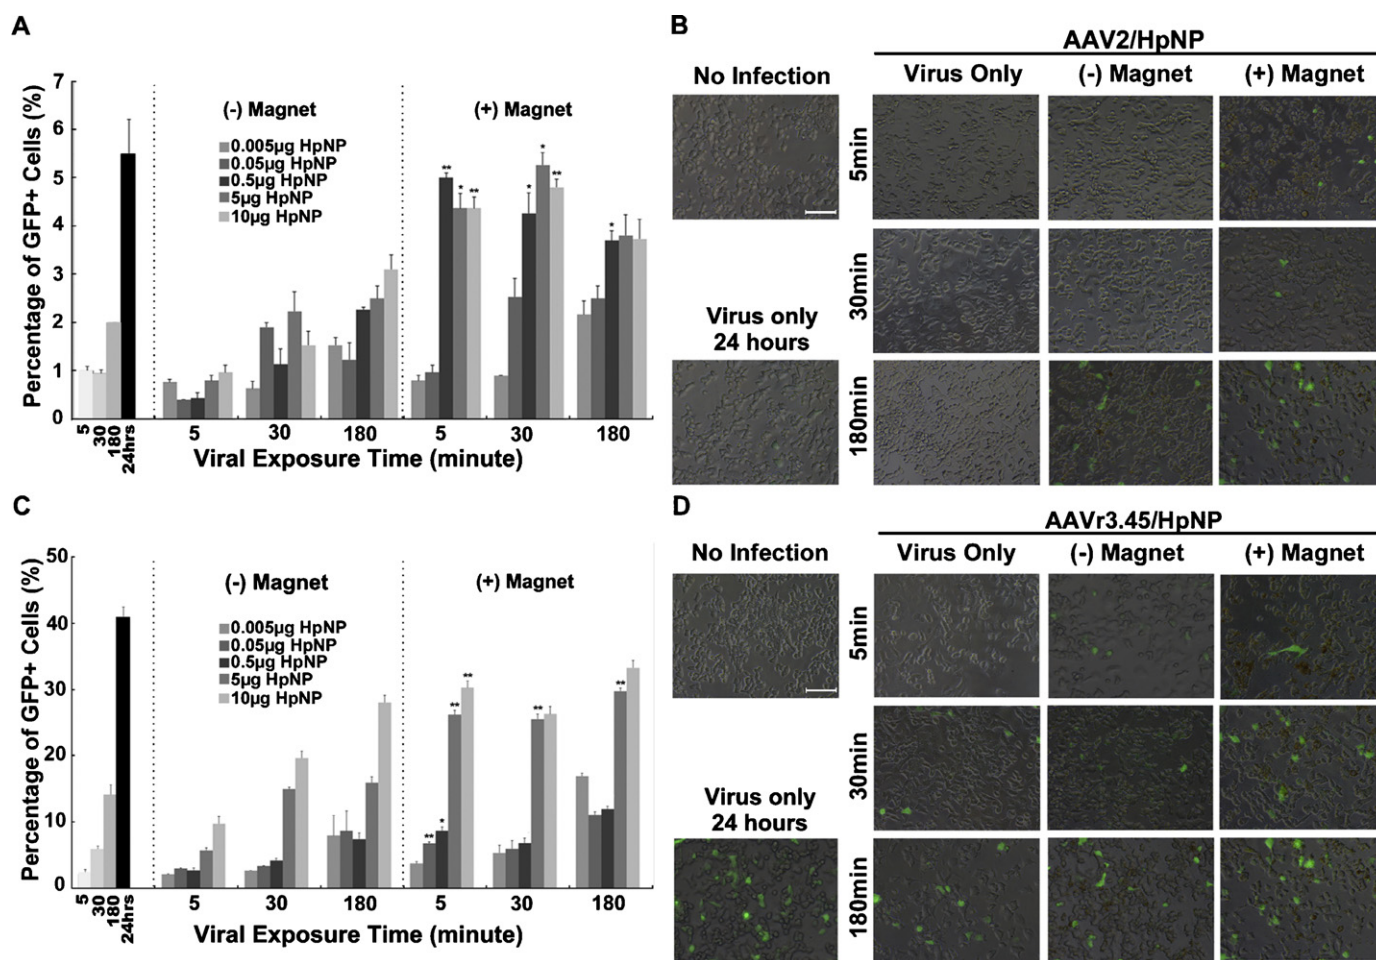 A
Percentage of GFP+ Cells (%)
7
6
5
4
3
2
1
0
(-) Magnet
(+) Magnet
0.005µg HpNP
0.05µg HpNP
0.5µg HpNP
5µg HpNP
10µg HpNP
** * **
* * **
*
5 30 180 24hrs
5 30 180 5 30 180
Viral Exposure Time (minute)
B
AAV2/HpNP
No Infection
Virus Only (-) Magnet (+) Magnet
5min
30min
Virus only
24 hours
180min
C
Percentage of GFP+ Cells (%)
50
40
30
20
10
0
(-) Magnet
(+) Magnet
0.005µg HpNP
0.05µg HpNP
0.5µg HpNP
5µg HpNP
10µg HpNP
** * ** **
**
**
5 30 180 24hrs
5 30 180 5 30 180
Viral Exposure Time (minute)
D
AAVr3.45/HpNP
No Infection
Virus Only (-) Magnet (+) Magnet
5min
30min
Virus only
24 hours
180min